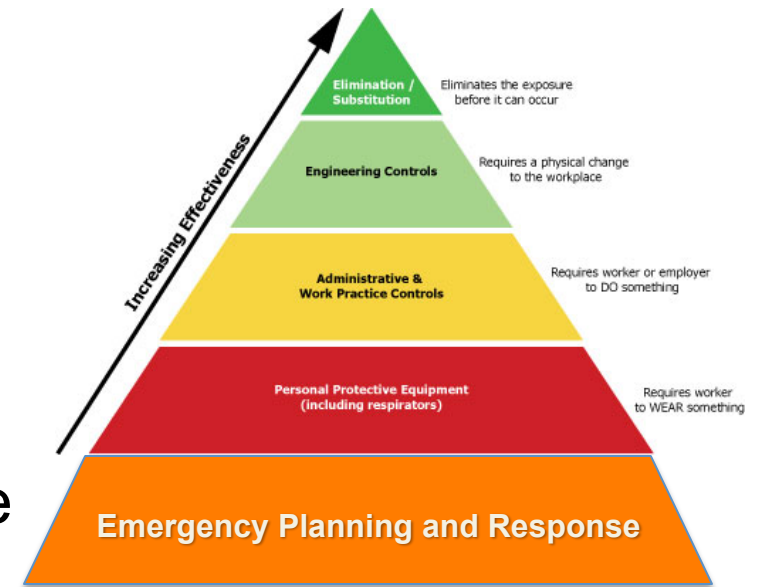 Elimination /
Substitution
Eliminates the exposure
before it can occur
Engineering Controls
Requires a physical change
to the workplace
Increasing Effectiveness
Administrative &
Work Practice Controls
Requires worker or employer
to DO something
Personal Protective Equipment
(including respirators)
Requires worker
to WEAR something
e
Emergency Planning and Response